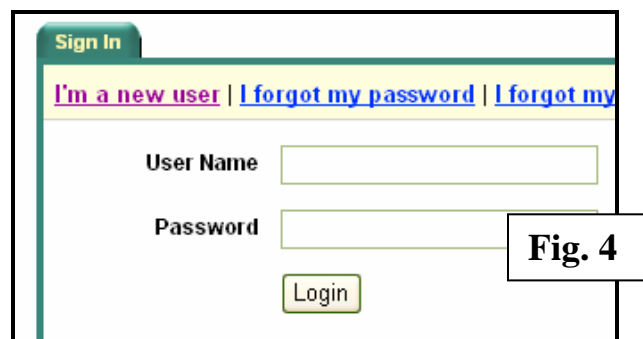 Sign In
I'm a new user | I forgot my password | I forgot my
User Name
Password
Fig. 4
Login